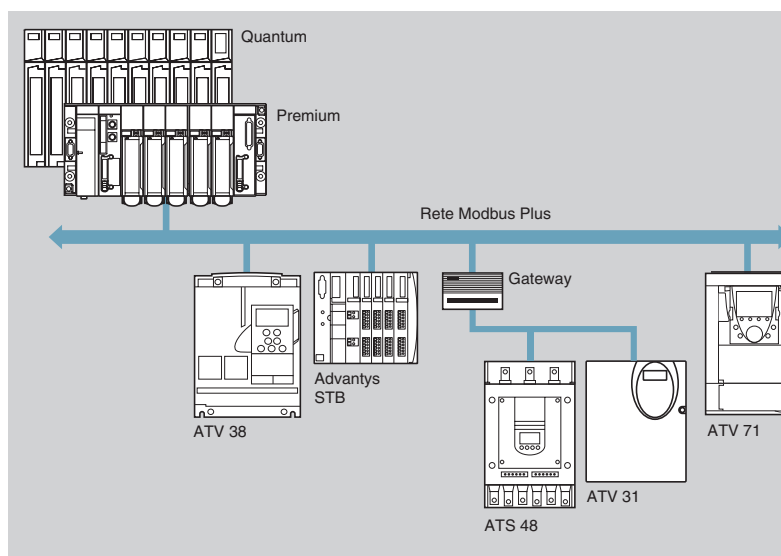 Quantum
Premium
Rete Modbus Plus
Gateway
Advantys
STB
ATV 38
ATV 71
ATV 31
ATS 48